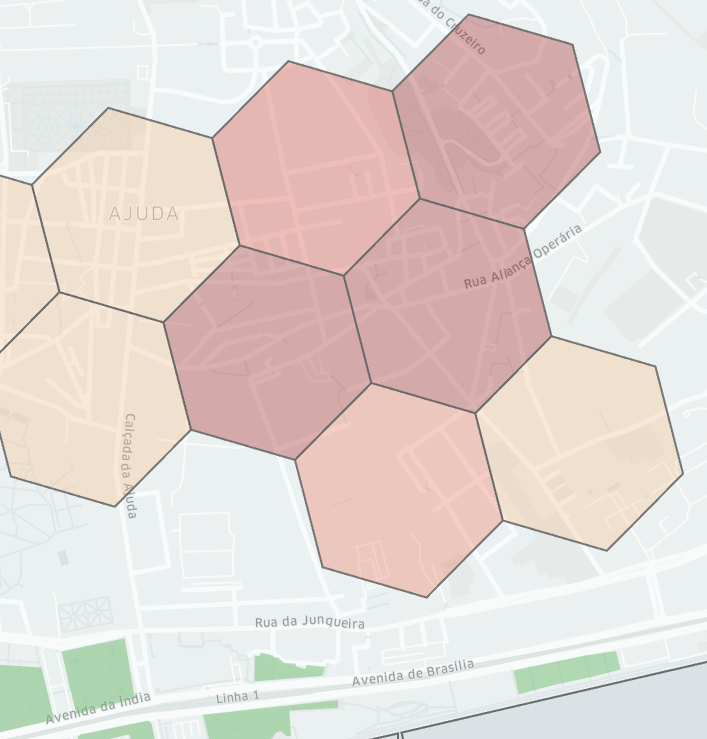 do Cruzeiro
AJUDA
Rua Aliança Operária
Calçada da Ajuda
Rua da Junqueira
Avenida de Brasília
Linha 1
Avenida da Índia